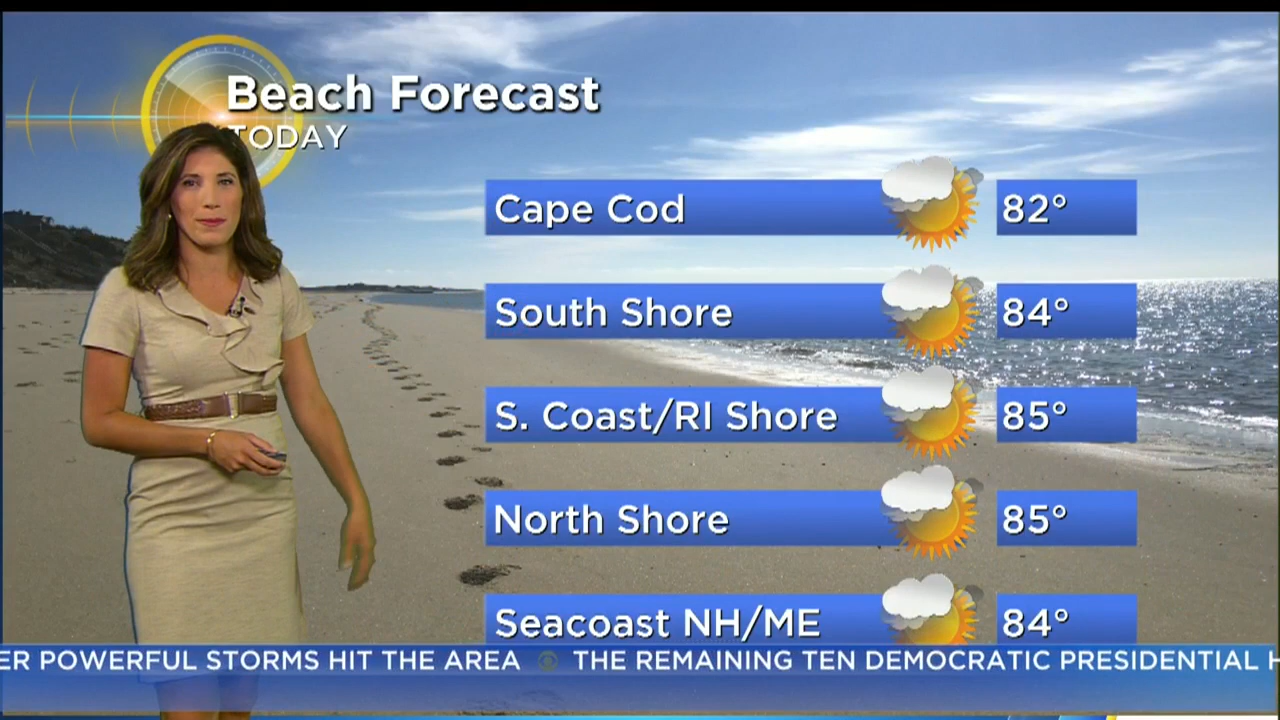 Beach Forecast
TODAY
Cape Cod 82°
South Shore 84°
S. Coast/RI Shore 85°
North Shore 85°
Seacoast NH/ME 84°
ER POWERFUL STORMS HIT THE AREA THE REMAINING TEN DEMOCRATIC PRESIDENTIAL H